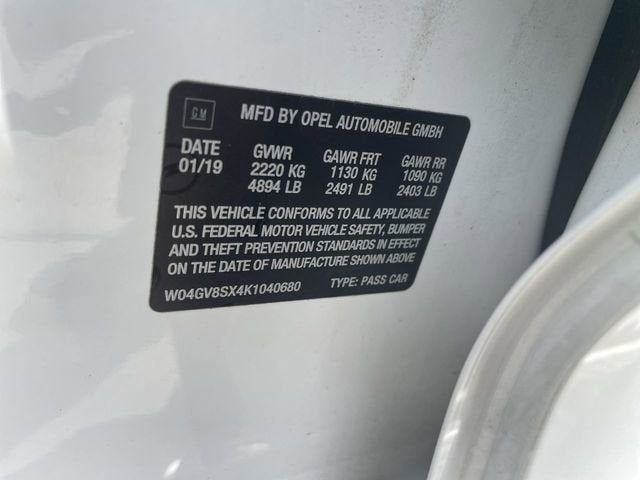 GM
MFD BY OPEL AUTOMOBILE GMBH
DATE GVWR GAWR FRT GAWR RR
01/19 2220 KG 1130 KG 1090 KG
4894 LB 2491 LB 2403 LB
THIS VEHICLE CONFORMS TO ALL APPLICABLE
U.S. FEDERAL MOTOR VEHICLE SAFETY, BUMPER
AND THEFT PREVENTION STANDARDS IN EFFECT
ON THE DATE OF MANUFACTURE SHOWN ABOVE
W04GV8SX4K1040680 TYPE: PASS CAR